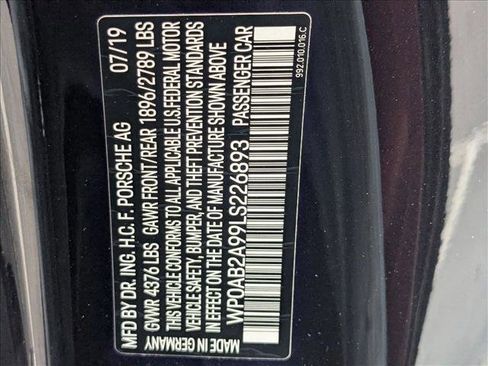 MFD. BY DR. ING. H.C. F. PORSCHE AG 07/19
IN GERMANY
GVWR 4376 LBS GAWR FRONT/REAR 1896/2789 LBS
THIS VEHICLE CONFORMS TO ALL APPLICABLE U.S. FEDERAL MOTOR
VEHICLE SAFETY, BUMPER, AND THEFT PREVENTION STANDARDS
IN EFFECT ON THE DATE OF MANUFACTURE SHOWN ABOVE
WP0AB2A99LS226893 PASSENGER CAR
992.010.016.C